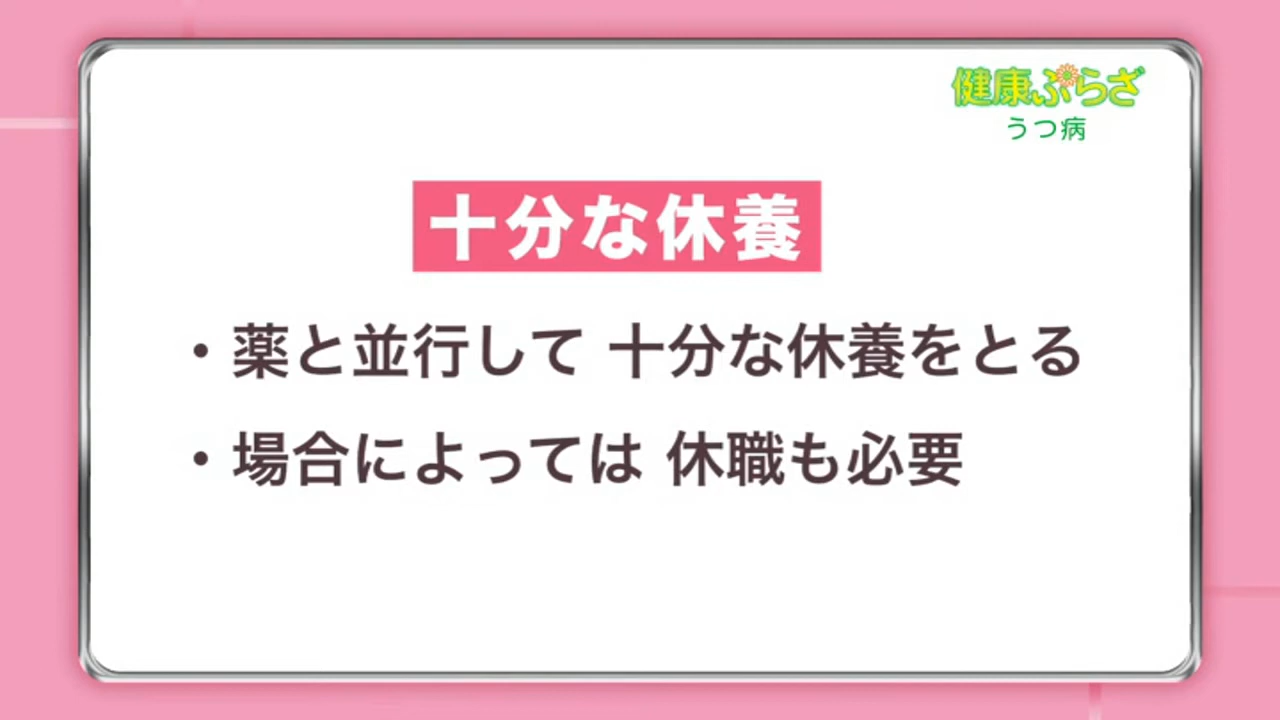 健康ぷらざ
うつ病
十分な休養
・薬と並行して 十分な休養をとる
・場合によっては 休職も必要